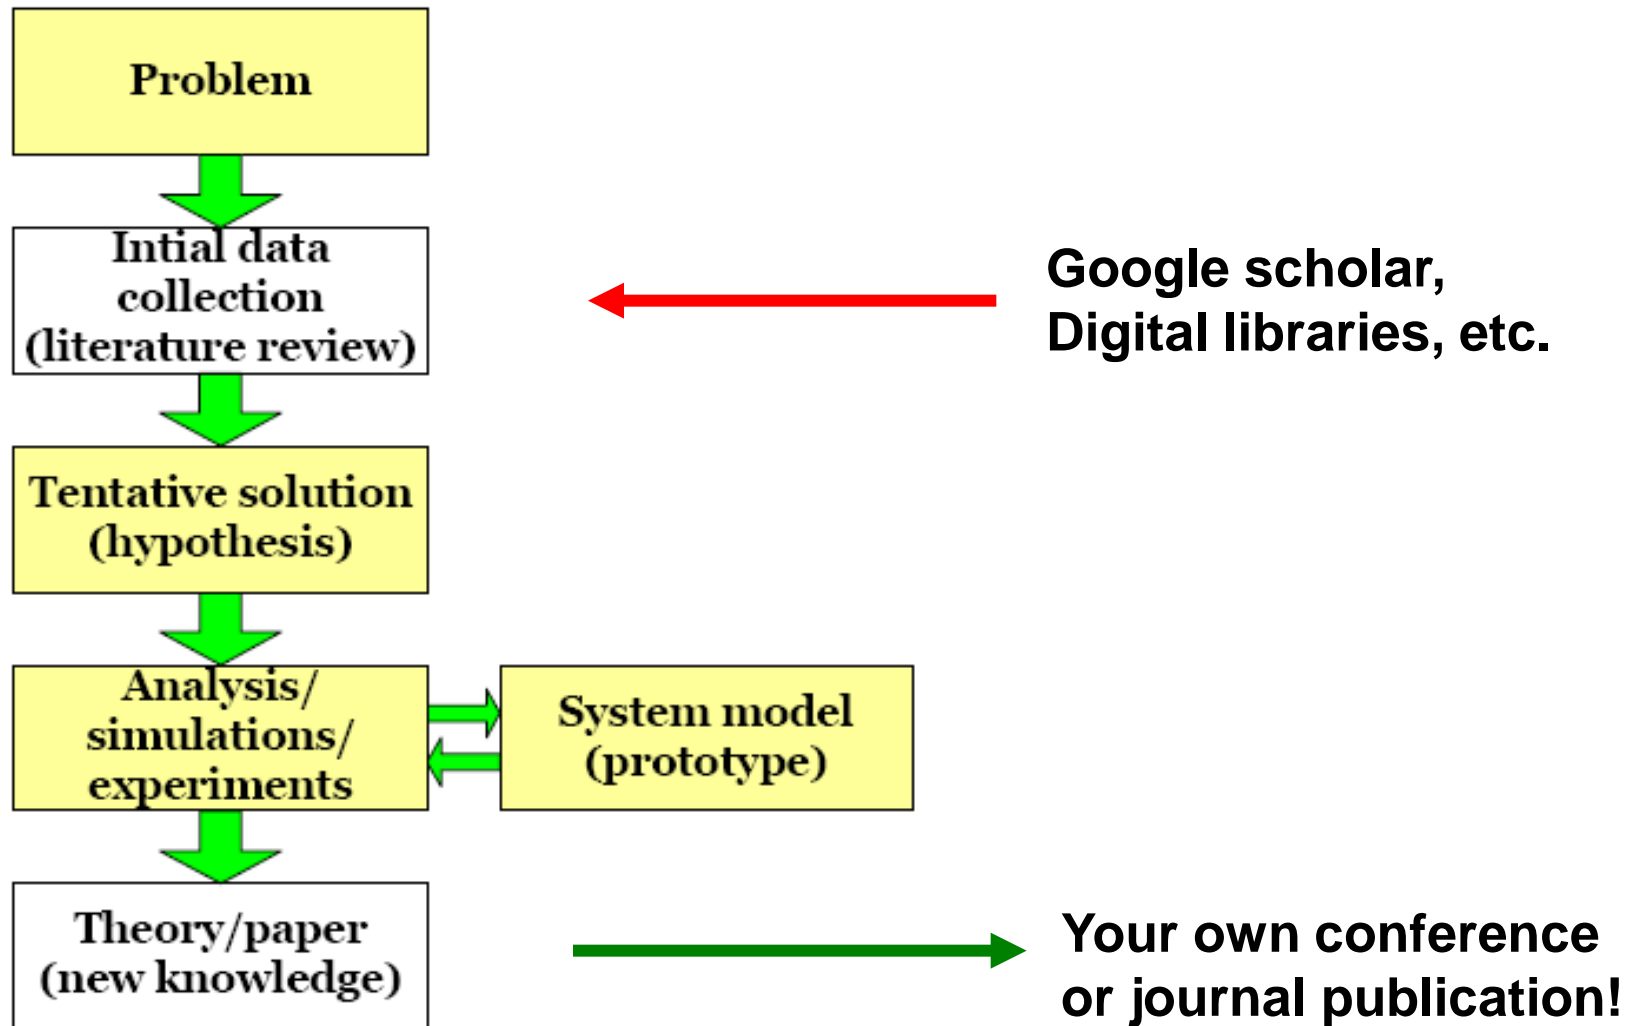 Problem
Intial data
collection
(literature review)
Google scholar,
Digital libraries, etc.
Tentative solution
(hypothesis)
Analysis/
simulations/
experiments
System model
(prototype)
Theory/paper
(new knowledge)
Your own conference
or journal publication!